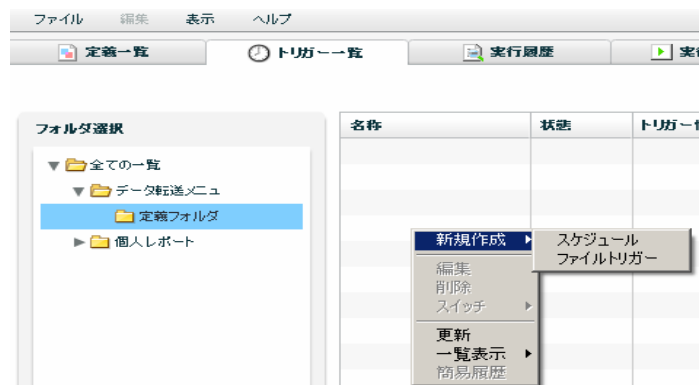 ファイル 編集 表示 ヘルプ
定義一覧 トリガー一覧 実行履歴
フォルダ選択 名称 状態 トリガー
全ての一覧
データ転送メニュー
定義フォルダ
個人レポート
新規作成 スケジュール
ファイルトリガー
編集
削除
スイッチ
更新
一覧表示
簡易履歴